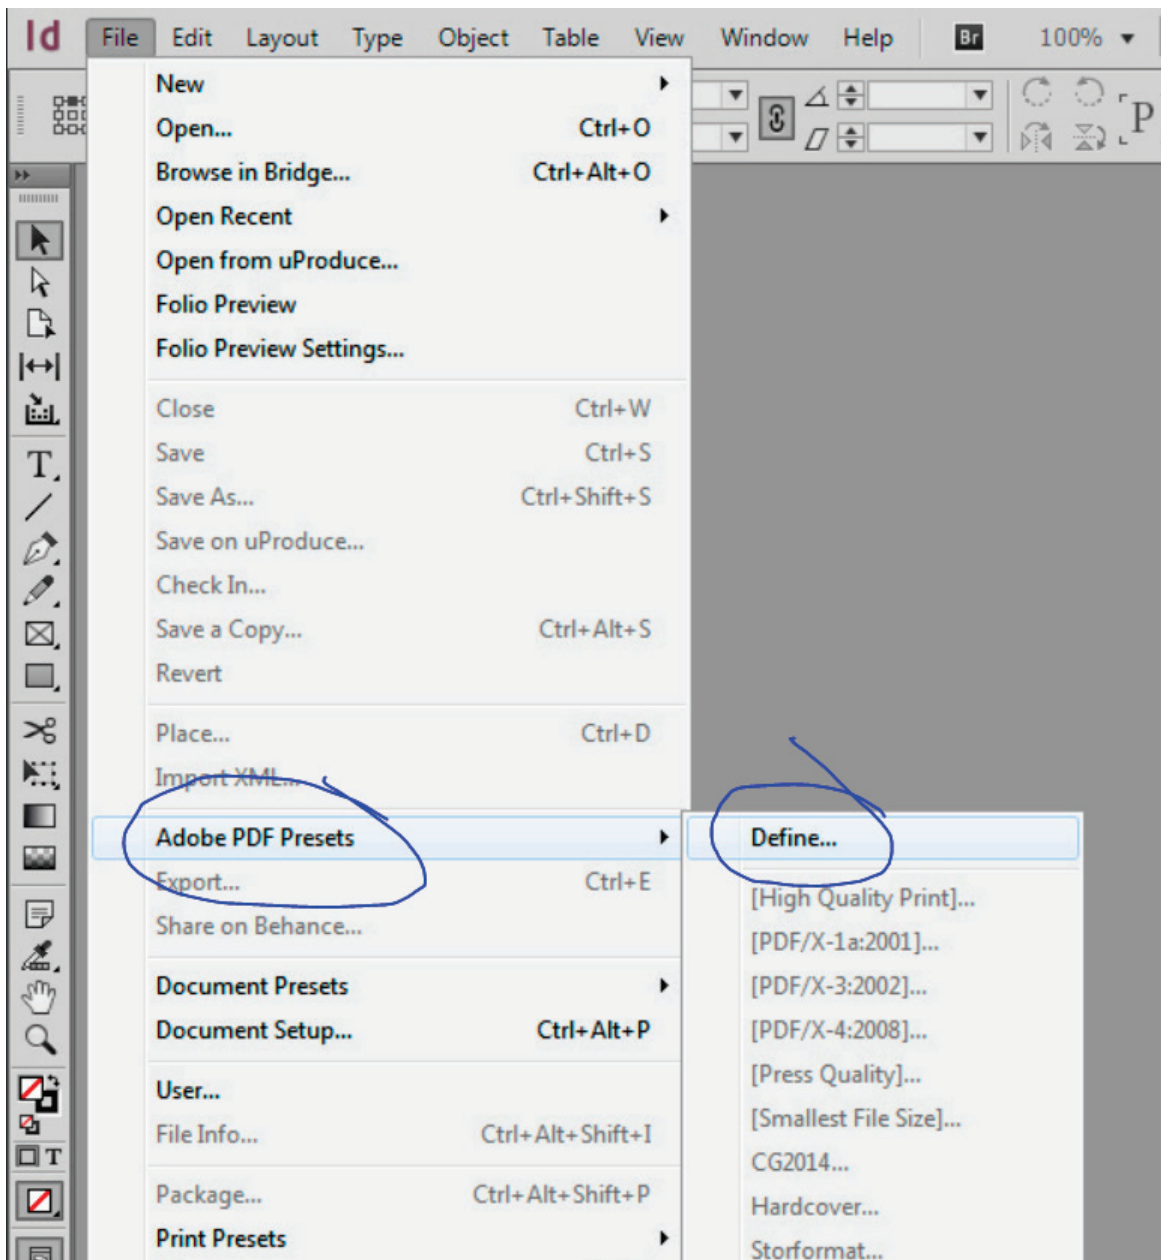 Id File Edit Layout Type Object Table View Window Help Br 100%
New
Open... Ctrl+O
Browse in Bridge... Ctrl+Alt+O
Open Recent
Open from uProduce...
Folio Preview
Folio Preview Settings...
Close Ctrl+W
Save Ctrl+S
Save As... Ctrl+Shift+S
Save on uProduce...
Check In...
Save a Copy... Ctrl+Alt+S
Revert
Place... Ctrl+D
Import XML...
Adobe PDF Presets
Export... Ctrl+E
Share on Behance...
Document Presets
Document Setup... Ctrl+Alt+P
User...
File Info... Ctrl+Alt+Shift+I
Package... Ctrl+Alt+Shift+P
Print Presets
Define...
[High Quality Print]...
[PDF/X-1a:2001]...
[PDF/X-3:2002]...
[PDF/X-4:2008]...
[Press Quality]...
[Smallest File Size]...
CG2014...
Hardcover...
Storformat...
P
T
T